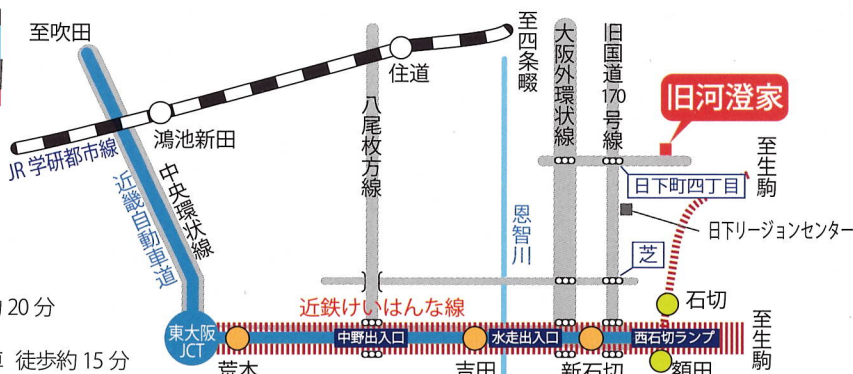 至吹田
鴻池新田
住道
至四条畷
JR学研都市線
近畿自動車道
中央環状線
八尾枚方線
恩智川
大阪外環状線
旧国道170号線
旧河澄家
至生駒
日下町四丁目
日下リージョンセンター
芝
近鉄けいはんな線
石切
東大阪
JCT
中野出入口
水走出入口
西石切ランプ
至生駒
荒本
吉田
新石切
額田
20分
徒歩約15分